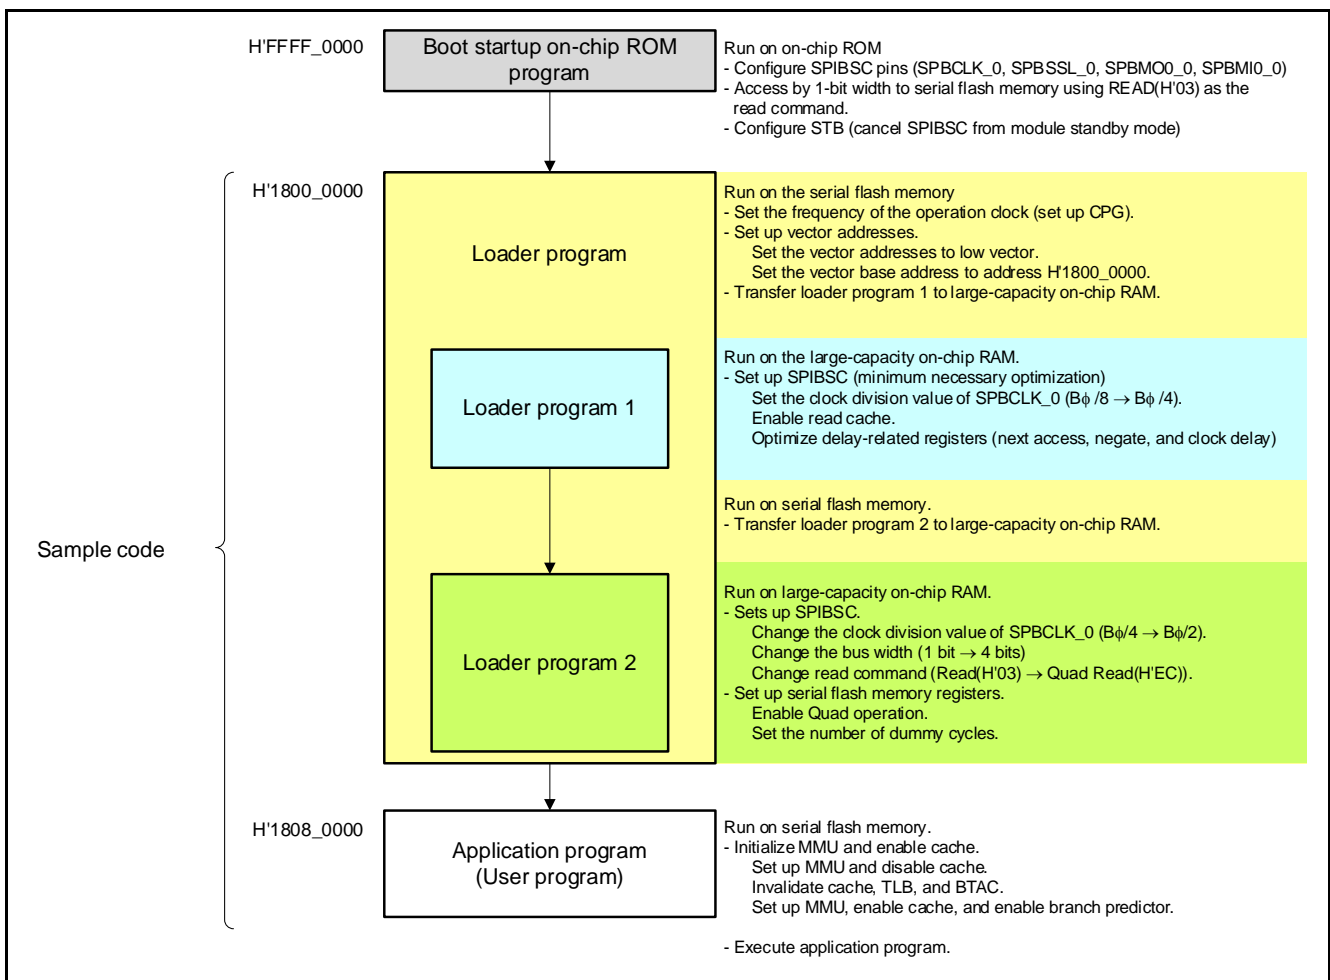 H'FFFF_0000
Boot startup on-chip ROM
program
Run on on-chip ROM
- Configure SPIBSC pins (SPBCLK_0, SPBSSL_0, SPBMO0_0, SPBMI0_0)
- Access by 1-bit width to serial flash memory using READ(H'03) as the
read command.
- Configure STB (cancel SPIBSC from module standby mode)
Sample code
H'1800_0000
Loader program
Run on the serial flash memory
- Set the frequency of the operation clock (set up CPG).
- Set up vector addresses.
Set the vector addresses to low vector.
Set the vector base address to address H'1800_0000.
- Transfer loader program 1 to large-capacity on-chip RAM.
Loader program 1
Run on the large-capacity on-chip RAM.
- Set up SPIBSC (minimum necessary optimization)
Set the clock division value of SPBCLK_0 (Bϕ /8 → Bϕ /4).
Enable read cache.
Optimize delay-related registers (next access, negate, and clock delay)
Run on serial flash memory.
- Transfer loader program 2 to large-capacity on-chip RAM.
Loader program 2
Run on large-capacity on-chip RAM.
- Sets up SPIBSC.
Change the clock division value of SPBCLK_0 (Bϕ/4 → Bϕ/2).
Change the bus width (1 bit → 4 bits)
Change read command (Read(H'03) → Quad Read(H'EC)).
- Set up serial flash memory registers.
Enable Quad operation.
Set the number of dummy cycles.
H'1808_0000
Application program
(User program)
Run on serial flash memory.
- Initialize MMU and enable cache.
Set up MMU and disable cache.
Invalidate cache, TLB, and BTAC.
Set up MMU, enable cache, and enable branch predictor.
- Execute application program.